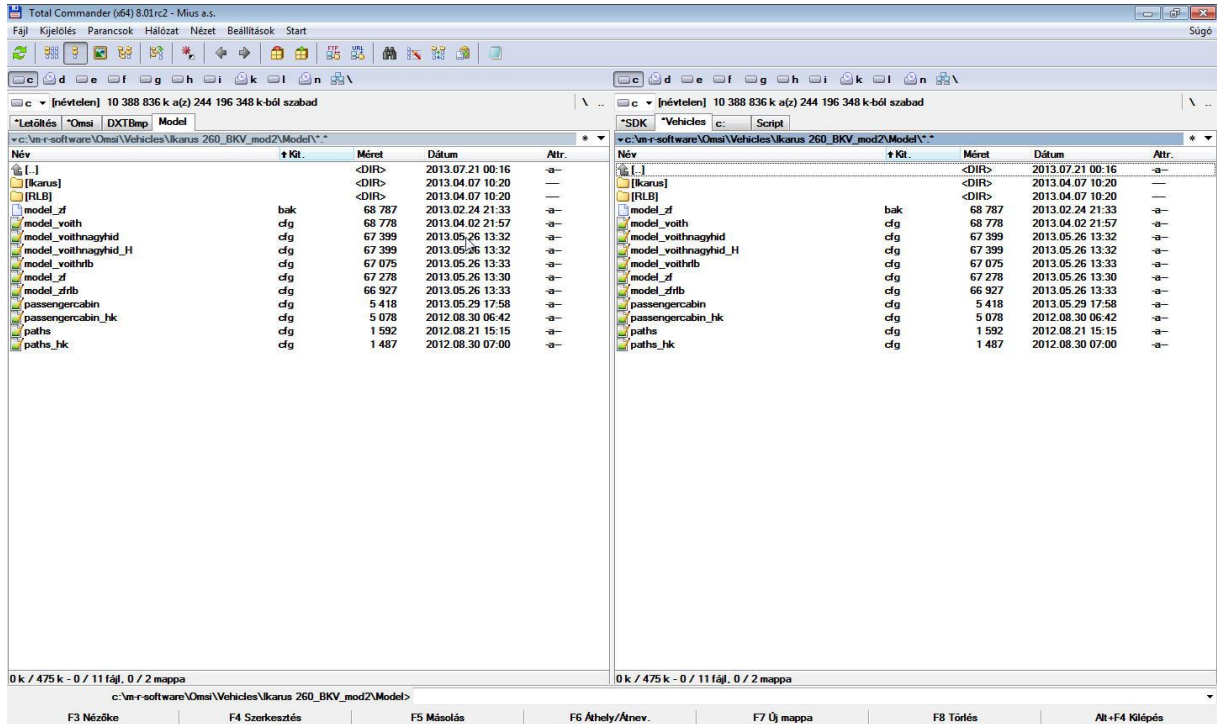 Total Commander (x64) 8.01rc2 - Mius a.s.
Fájl Kijelölés Parancsok Hálózat Nézet Beállítások Start Súgó
FTP URL
c d e f g h i k l n \ c d e f g h i k l n \
c [névtelen] 10 388 836 k a(z) 244 196 348 k-ból szabad \ .. c [névtelen] 10 388 836 k a(z) 244 196 348 k-ból szabad \ ..
*Letöltés *Omsi DXTBmp Model *SDK *Vehicles c: Script
c:\m-r-software\Omsi\Vehicles\Ikarus 260_BKV_mod2\Model\*.* * c:\m-r-software\Omsi\Vehicles\Ikarus 260_BKV_mod2\Model\*.* *
Név Kit. Méret Dátum Attr. Név Kit. Méret Dátum Attr.
[..] <DIR> 2013.07.21 00:16 -a-- [..] <DIR> 2013.07.21 00:16 -a--
[Ikarus] <DIR> 2013.04.07 10:20 ---- [Ikarus] <DIR> 2013.04.07 10:20 ----
[RLB] <DIR> 2013.04.07 10:20 ---- [RLB] <DIR> 2013.04.07 10:20 ----
model_zf bak 68 787 2013.02.24 21:33 -a-- model_zf bak 68 787 2013.02.24 21:33 -a--
model_voith cfg 68 778 2013.04.02 21:57 -a-- model_voith cfg 68 778 2013.04.02 21:57 -a--
model_voithnagyhid cfg 67 399 2013.05.26 13:32 -a-- model_voithnagyhid cfg 67 399 2013.05.26 13:32 -a--
model_voithnagyhid_H cfg 67 399 2013.05.26 13:32 -a-- model_voithnagyhid_H cfg 67 399 2013.05.26 13:32 -a--
model_voithrlb cfg 67 075 2013.05.26 13:33 -a-- model_voithrlb cfg 67 075 2013.05.26 13:33 -a--
model_zf cfg 67 278 2013.05.26 13:30 -a-- model_zf cfg 67 278 2013.05.26 13:30 -a--
model_zfrlb cfg 66 927 2013.05.26 13:33 -a-- model_zfrlb cfg 66 927 2013.05.26 13:33 -a--
passengercabin cfg 5 418 2013.05.29 17:58 -a-- passengercabin cfg 5 418 2013.05.29 17:58 -a--
passengercabin_hk cfg 5 078 2012.08.30 06:42 -a-- passengercabin_hk cfg 5 078 2012.08.30 06:42 -a--
paths cfg 1 592 2012.08.21 15:15 -a-- paths cfg 1 592 2012.08.21 15:15 -a--
paths_hk cfg 1 487 2012.08.30 07:00 -a-- paths_hk cfg 1 487 2012.08.30 07:00 -a--
0 k / 475 k - 0 / 11 fájl, 0 / 2 mappa 0 k / 475 k - 0 / 11 fájl, 0 / 2 mappa
c:\m-r-software\Omsi\Vehicles\Ikarus 260_BKV_mod2\Model>
F3 Nézőke F4 Szerkesztés F5 Másolás F6 Áthely/Átnev. F7 Új mappa F8 Törlés Alt+F4 Kilépés